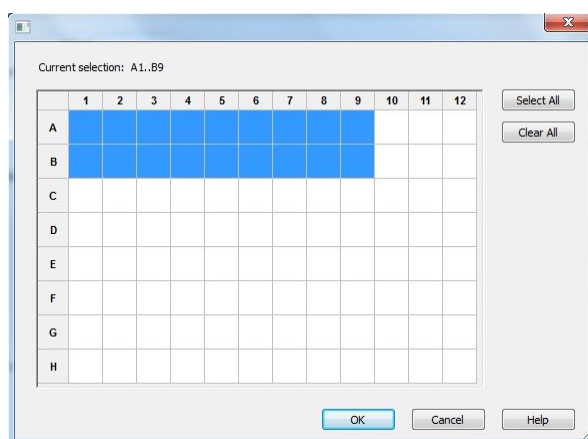 Current selection: A1..B9
1 2 3 4 5 6 7 8 9 10 11 12
Select All
A
Clear All
B
C
D
E
F
G
H
OK Cancel Help